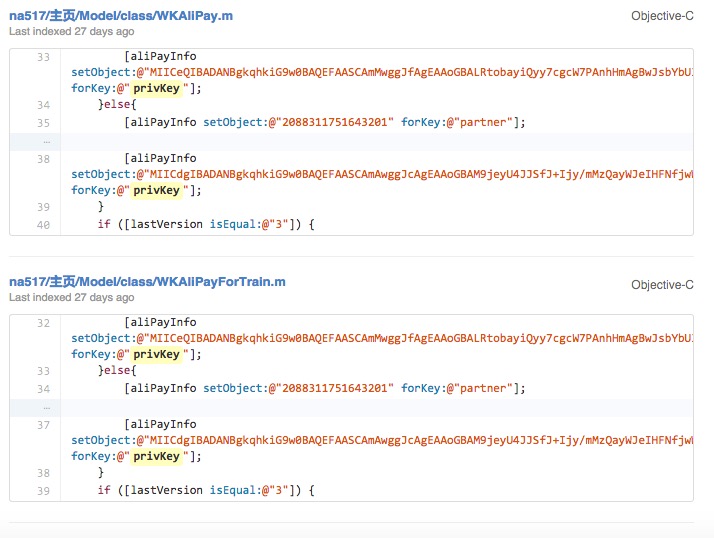 na517/主页/Model/class/WKAliPay.m Objective-C
Last indexed 27 days ago
33 [aliPayInfo
setObject:@"MIICeQIBADANBgkqhkiG9w0BAQEFAASCAmMwggJfAgEAAoGBALRtobayiQyy7cgcW7PAnhHmAgBwJsbYbU
forKey:@"privKey"];
34 }else{
35 [aliPayInfo setObject:@"2088311751643201" forKey:@"partner"];
…
38 [aliPayInfo
setObject:@"MIICdgIBADANBgkqhkiG9w0BAQEFAASCAmAwggJcAgEAAoGBAM9jeyU4JJSfJ+Ijy/mMzQayWJeIHFNfjw
forKey:@"privKey"];
39 }
40 if ([lastVersion isEqual:@"3"]) {
na517/主页/Model/class/WKAliPayForTrain.m Objective-C
Last indexed 27 days ago
32 [aliPayInfo
setObject:@"MIICeQIBADANBgkqhkiG9w0BAQEFAASCAmMwggJfAgEAAoGBALRtobayiQyy7cgcW7PAnhHmAgBwJsbYbU
forKey:@"privKey"];
33 }else{
34 [aliPayInfo setObject:@"2088311751643201" forKey:@"partner"];
…
37 [aliPayInfo
setObject:@"MIICdgIBADANBgkqhkiG9w0BAQEFAASCAmAwggJcAgEAAoGBAM9jeyU4JJSfJ+Ijy/mMzQayWJeIHFNfjw
forKey:@"privKey"];
38 }
39 if ([lastVersion isEqual:@"3"]) {